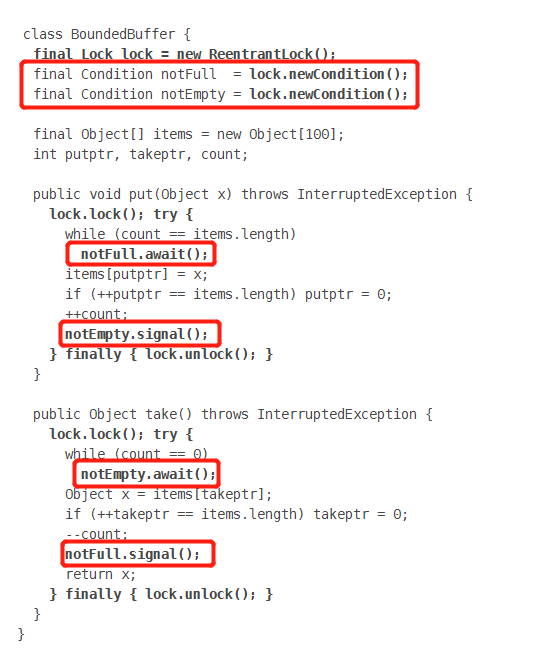 class BoundedBuffer {
final Lock lock = new ReentrantLock();
final Condition notFull  = lock.newCondition();
final Condition notEmpty = lock.newCondition();
final Object[] items = new Object[100];
int putptr, takeptr, count;
public void put(Object x) throws InterruptedException {
lock.lock(); try {
while (count == items.length)
notFull.await();
items[putptr] = x;
if (++putptr == items.length) putptr = 0;
++count;
notEmpty.signal();
} finally { lock.unlock(); }
}
public Object take() throws InterruptedException {
lock.lock(); try {
while (count == 0)
notEmpty.await();
Object x = items[takeptr];
if (++takeptr == items.length) takeptr = 0;
--count;
notFull.signal();
return x;
} finally { lock.unlock(); }
}
}